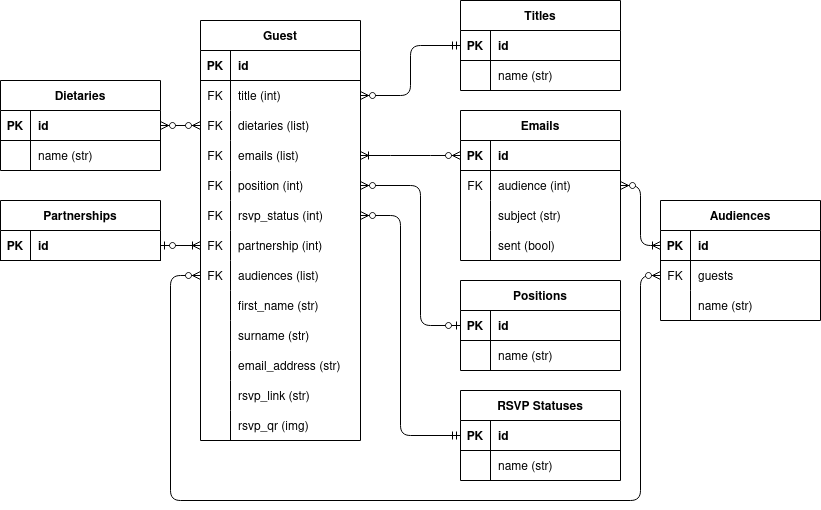 Guest
PK id
FK title (int)
FK dietaries (list)
FK emails (list)
FK position (int)
FK rsvp_status (int)
FK partnership (int)
FK audiences (list)
first_name (str)
surname (str)
email_address (str)
rsvp_link (str)
rsvp_qr (img)
Dietaries
PK id
name (str)
Partnerships
PK id
Titles
PK id
name (str)
Emails
PK id
FK audience (int)
subject (str)
sent (bool)
Positions
PK id
name (str)
RSVP Statuses
PK id
name (str)
Audiences
PK id
FK guests
name (str)